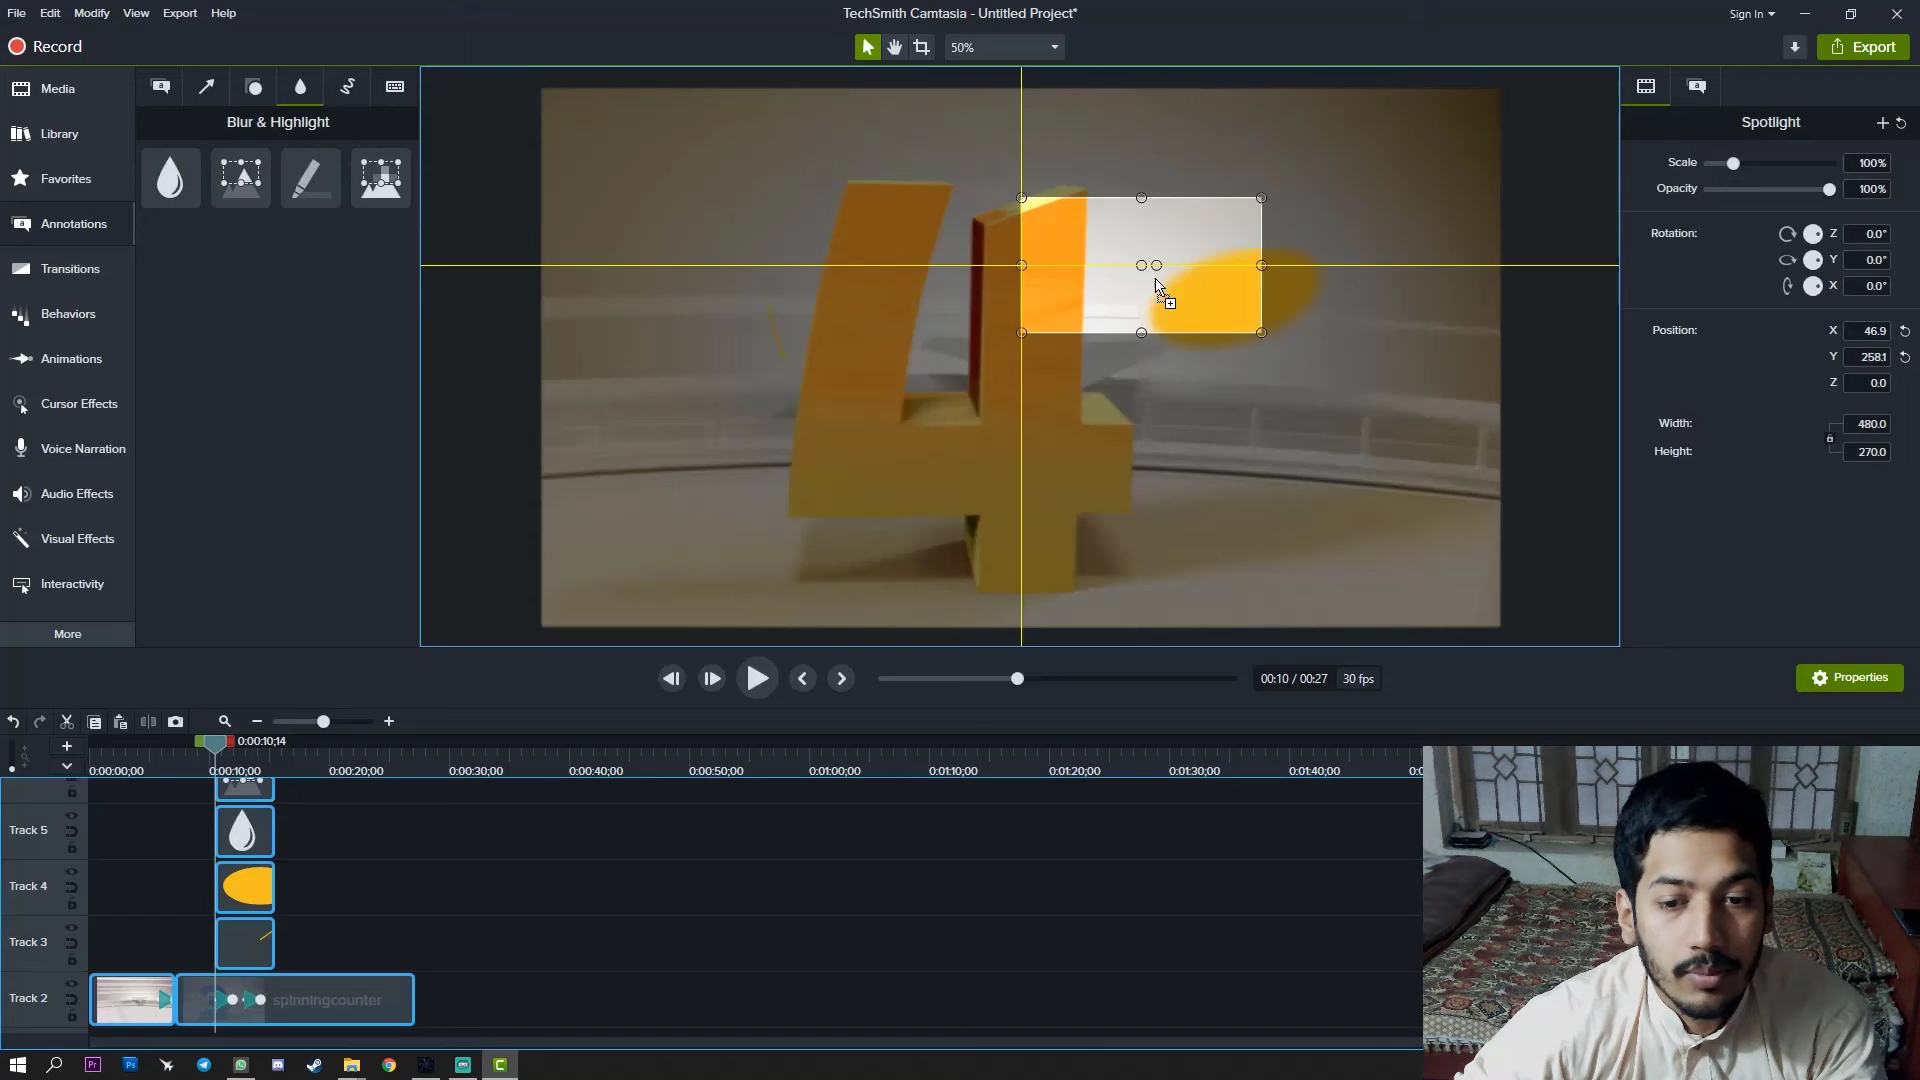 File Edit Modify View Export Help
TechSmith Camtasia - Untitled Project*
Sign In
Record
50%
Export
Media
Library
Favorites
Annotations
Transitions
Behaviors
Animations
Cursor Effects
Voice Narration
Audio Effects
Visual Effects
Interactivity
More
Blur & Highlight
Spotlight
Scale 100%
Opacity 100%
Rotation: Z 0.0°
Y 0.0°
X 0.0°
Position: X 46.9
Y 258.1
Z 0.0
Width: 480.0
Height: 270.0
4
00:10 / 00:27 30 fps
Properties
0:00:10;14
0:00:00;00 0:00:10;00 0:00:20;00 0:00:30;00 0:00:40;00 0:00:50;00 0:01:00;00 0:01:10;00 0:01:20;00 0:01:30;00 0:01:40;00
Track 5
Track 4
Track 3
Track 2
spinningcounter
Pr Ps